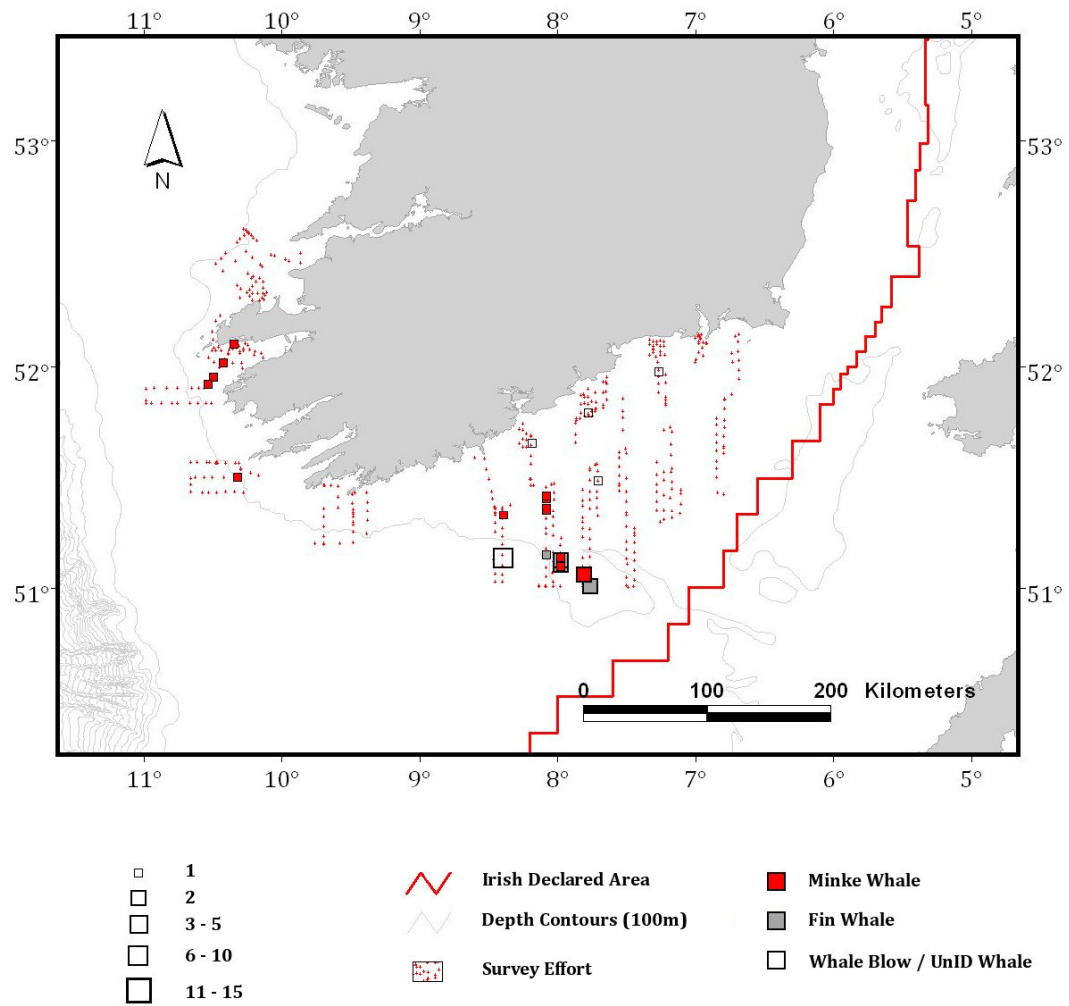 11° 10° 9° 8° 7° 6° 5°
53° 53°
N
52° 52°
51° 51°
0 100 200 Kilometers
11° 10° 9° 8° 7° 6° 5°
1
2
3 - 5
6 - 10
11 - 15
Irish Declared Area
Depth Contours (100m)
Survey Effort
Minke Whale
Fin Whale
Whale Blow / UnID Whale